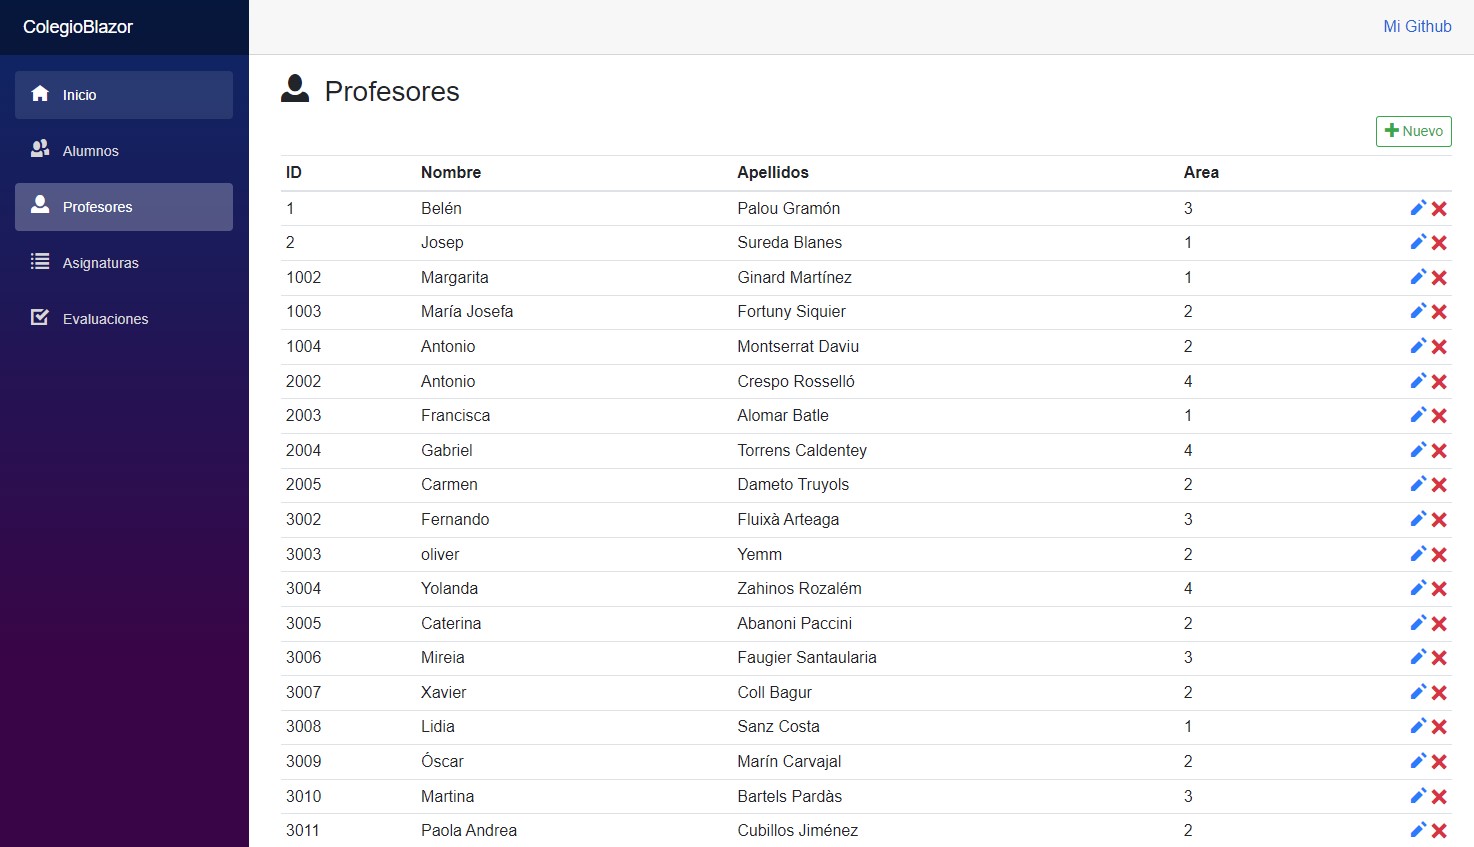 ColegioBlazor
Mi Github
Inicio
Alumnos
Profesores
Asignaturas
Evaluaciones
Profesores
Nuevo
ID Nombre Apellidos Area
1 Belén Palou Gramón 3
2 Josep Sureda Blanes 1
1002 Margarita Ginard Martínez 1
1003 María Josefa Fortuny Siquier 2
1004 Antonio Montserrat Daviu 2
2002 Antonio Crespo Rosselló 4
2003 Francisca Alomar Batle 1
2004 Gabriel Torrens Caldentey 4
2005 Carmen Dameto Truyols 2
3002 Fernando Fluixà Arteaga 3
3003 oliver Yemm 2
3004 Yolanda Zahinos Rozalém 4
3005 Caterina Abanoni Paccini 2
3006 Mireia Faugier Santaularia 3
3007 Xavier Coll Bagur 2
3008 Lidia Sanz Costa 1
3009 Óscar Marín Carvajal 2
3010 Martina Bartels Pardàs 3
3011 Paola Andrea Cubillos Jiménez 2